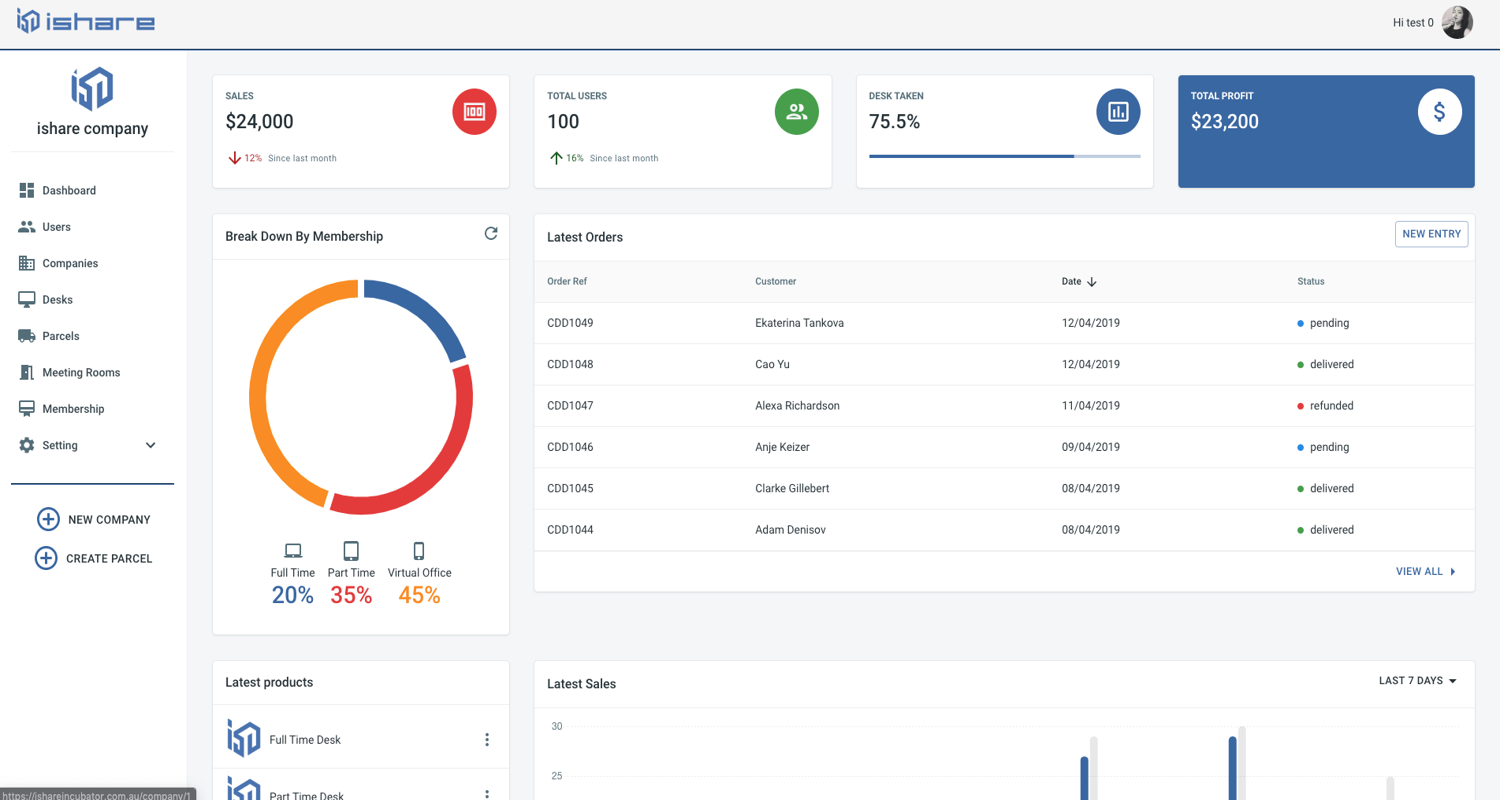 ishare
Hi test 0
ishare company
Dashboard
Users
Companies
Desks
Parcels
Meeting Rooms
Membership
Setting
NEW COMPANY
CREATE PARCEL
SALES
$24,000
12% Since last month
TOTAL USERS
100
16% Since last month
DESK TAKEN
75.5%
TOTAL PROFIT
$23,200
$
Break Down By Membership
Full Time Part Time Virtual Office
20% 35% 45%
Latest Orders
NEW ENTRY
Order Ref Customer Date Status
CDD1049 Ekaterina Tankova 12/04/2019 pending
CDD1048 Cao Yu 12/04/2019 delivered
CDD1047 Alexa Richardson 11/04/2019 refunded
CDD1046 Anje Keizer 09/04/2019 pending
CDD1045 Clarke Gillebert 08/04/2019 delivered
CDD1044 Adam Denisov 08/04/2019 delivered
VIEW ALL
Latest products
Full Time Desk
Part Time Desk
Latest Sales
LAST 7 DAYS
30
25
https://ishareincubator.com.au/company/1